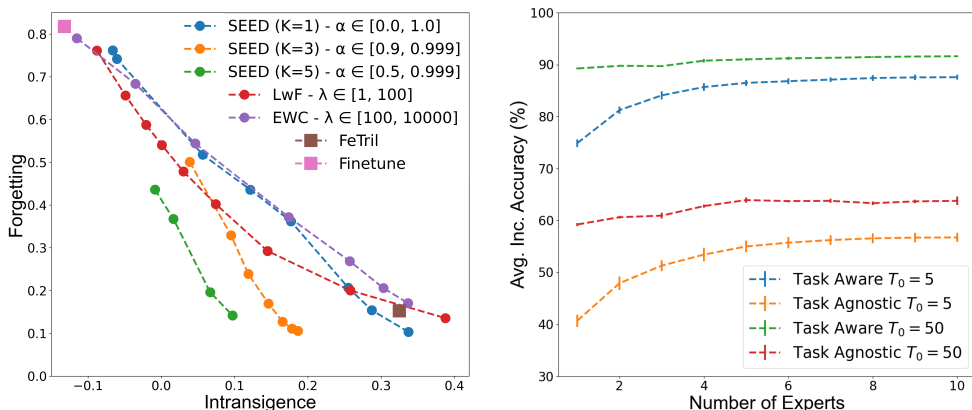 SEED (K=1) - α ∈ [0.0, 1.0]
SEED (K=3) - α ∈ [0.9, 0.999]
SEED (K=5) - α ∈ [0.5, 0.999]
LwF - λ ∈ [1, 100]
EWC - λ ∈ [100, 10000]
FeTril
Finetune
Forgetting
0.8
0.7
0.6
0.5
0.4
0.3
0.2
0.1
0.0
−0.1 0.0 0.1 0.2 0.3 0.4
Intransigence
Avg. Inc. Accuracy (%)
100
90
80
70
60
50
40
30
Task Aware T₀ = 5
Task Agnostic T₀ = 5
Task Aware T₀ = 50
Task Agnostic T₀ = 50
2 4 6 8 10
Number of Experts